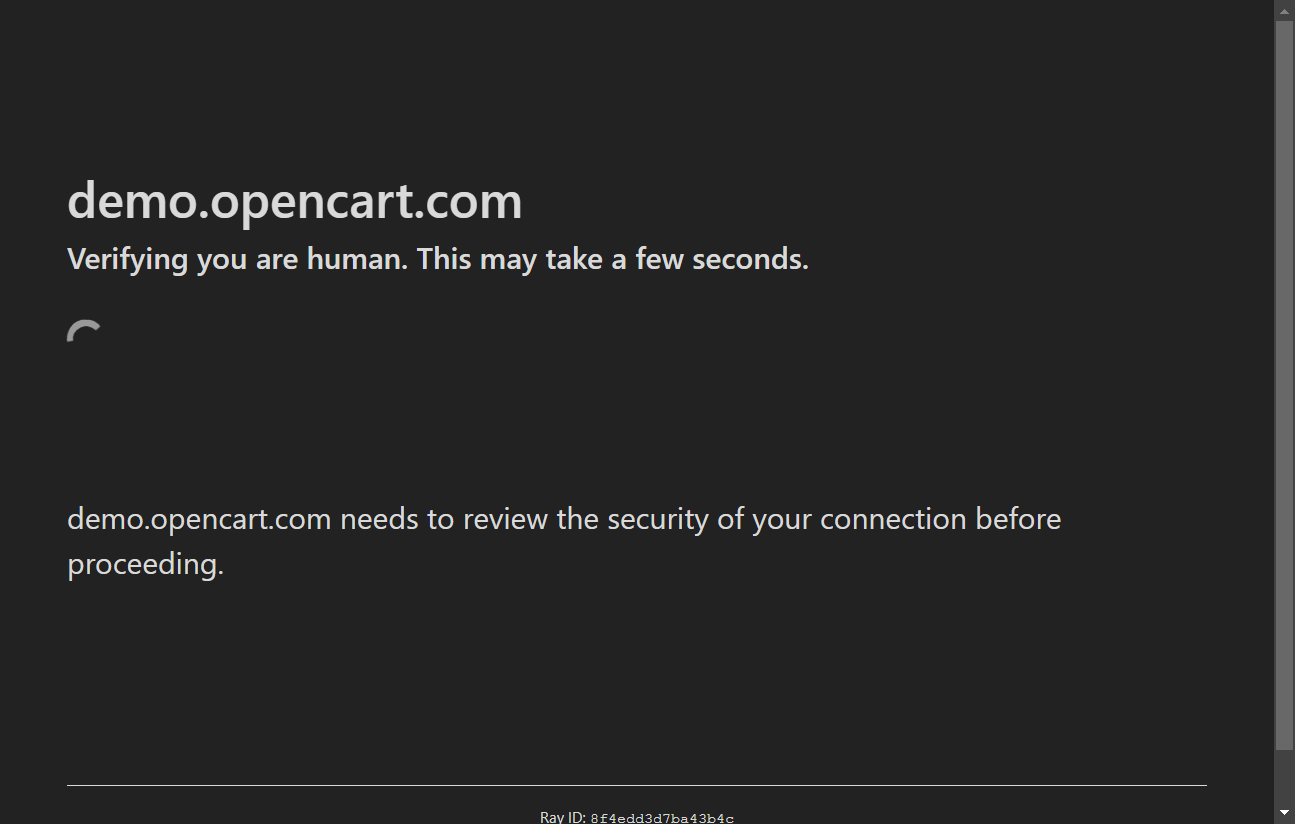 demo.opencart.com
Verifying you are human. This may take a few seconds.
demo.opencart.com needs to review the security of your connection before
proceeding.
Ray ID: 8f4edd3d7ba43b4c